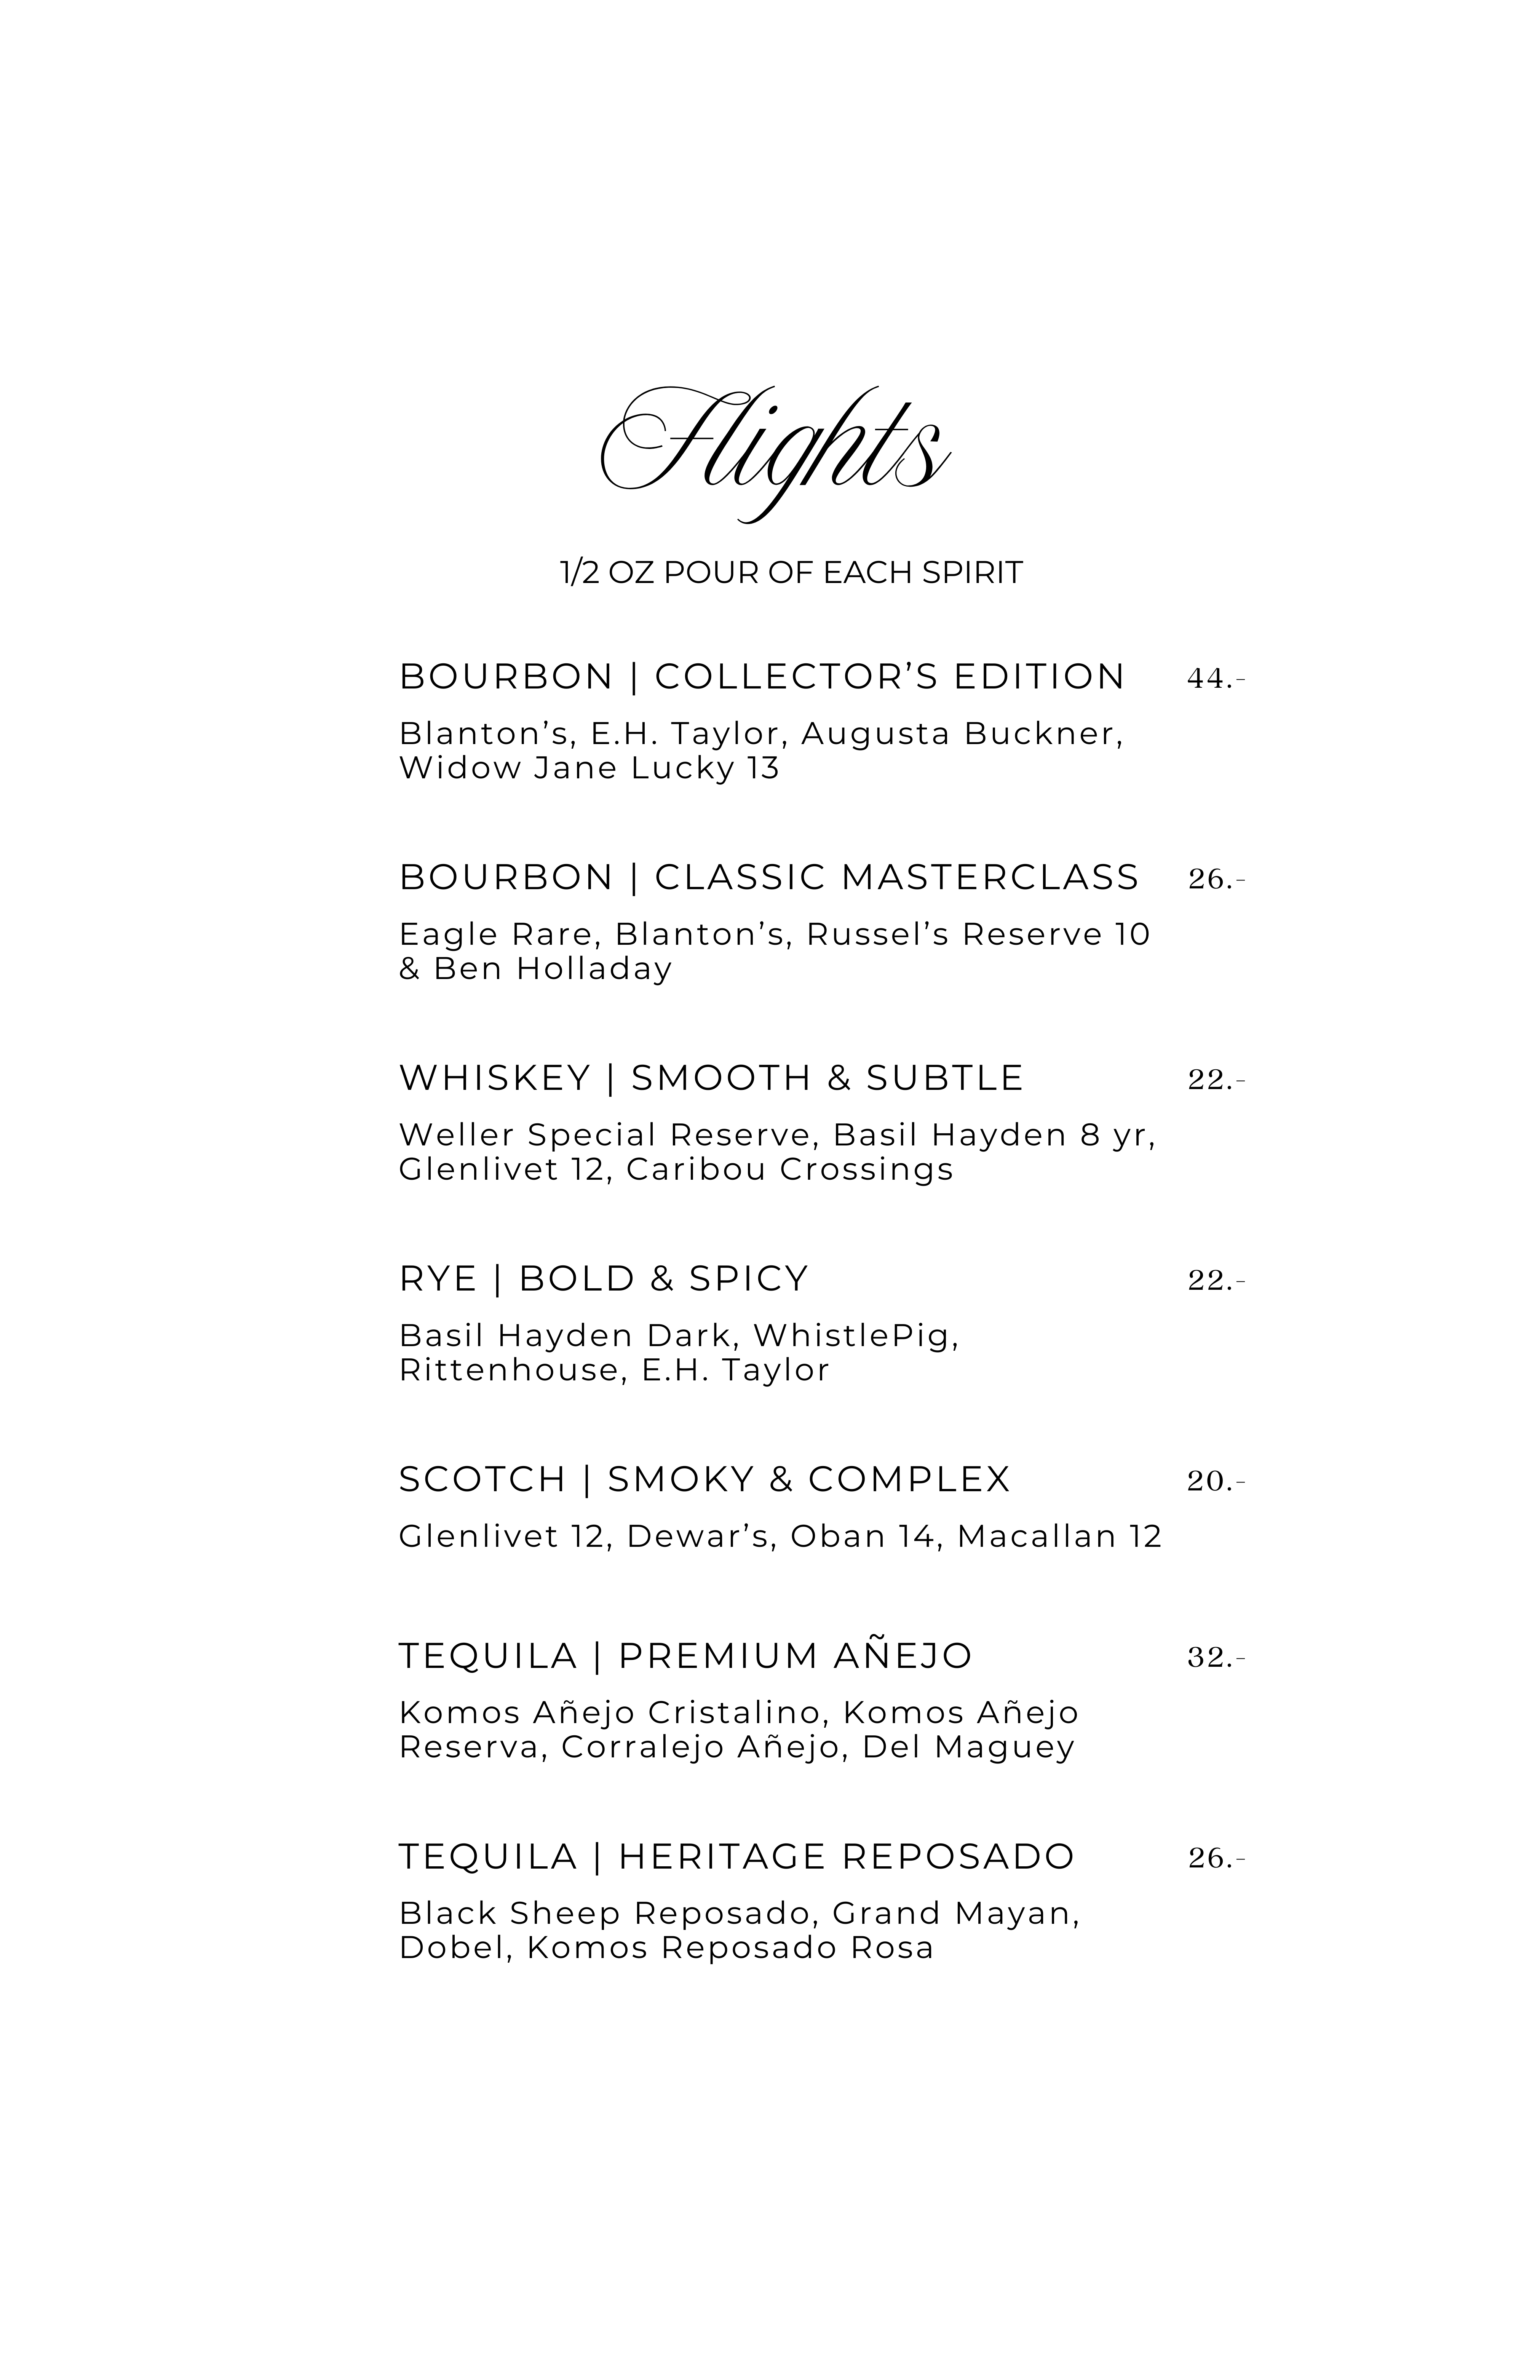 Flights
1/2 OZ POUR OF EACH SPIRIT
BOURBON | COLLECTOR’S EDITION 44.-
Blanton’s, E.H. Taylor, Augusta Buckner,
Widow Jane Lucky 13
BOURBON | CLASSIC MASTERCLASS 26.-
Eagle Rare, Blanton’s, Russel’s Reserve 10
& Ben Holladay
WHISKEY | SMOOTH & SUBTLE 22.-
Weller Special Reserve, Basil Hayden 8 yr,
Glenlivet 12, Caribou Crossings
RYE | BOLD & SPICY 22.-
Basil Hayden Dark, WhistlePig,
Rittenhouse, E.H. Taylor
SCOTCH | SMOKY & COMPLEX 20.-
Glenlivet 12, Dewar’s, Oban 14, Macallan 12
TEQUILA | PREMIUM AÑEJO 32.-
Komos Añejo Cristalino, Komos Añejo
Reserva, Corralejo Añejo, Del Maguey
TEQUILA | HERITAGE REPOSADO 26.-
Black Sheep Reposado, Grand Mayan,
Dobel, Komos Reposado Rosa